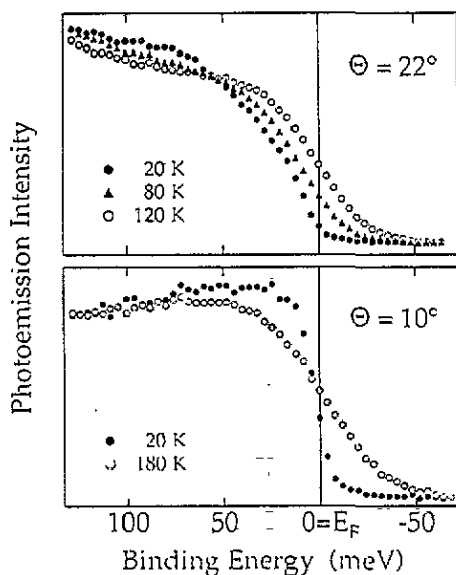 Photoemission Intensity
Θ = 22°
20 K
80 K
120 K
Θ = 10°
20 K
180 K
100 50 0=E_F -50
Binding Energy (meV)